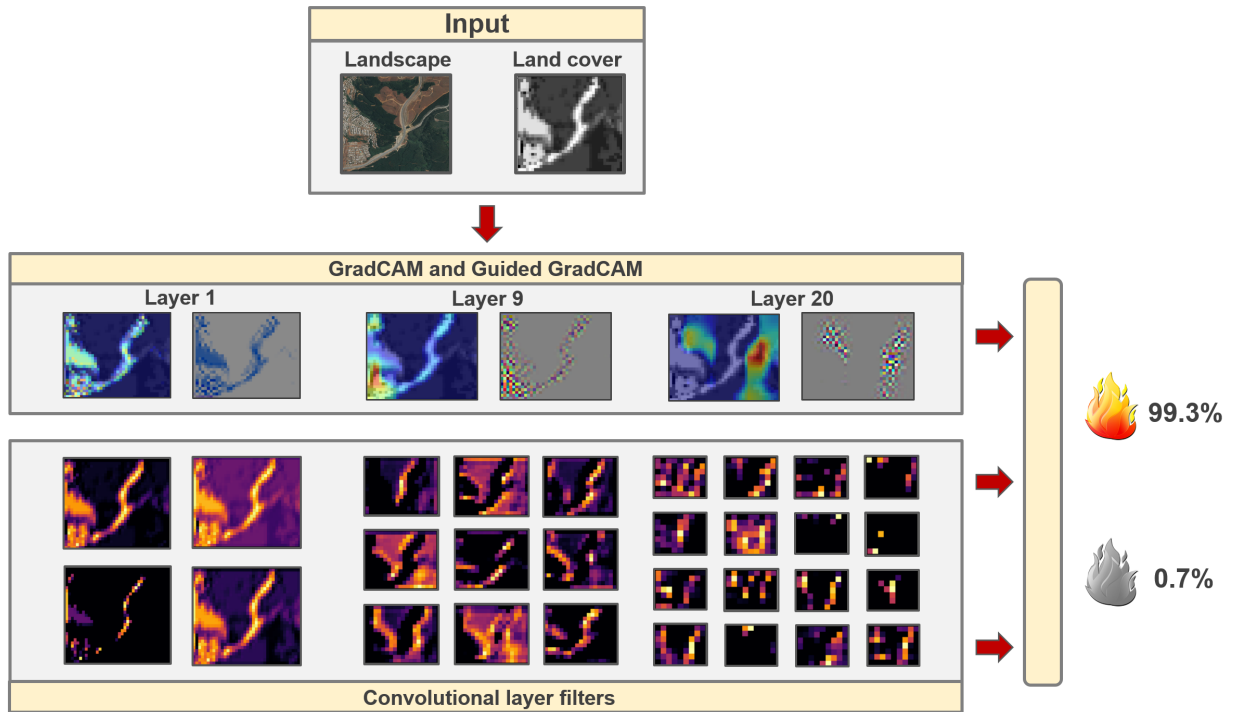 Input
Landscape
Land cover
GradCAM and Guided GradCAM
Layer 1
Layer 9
Layer 20
99.3%
0.7%
Convolutional layer filters